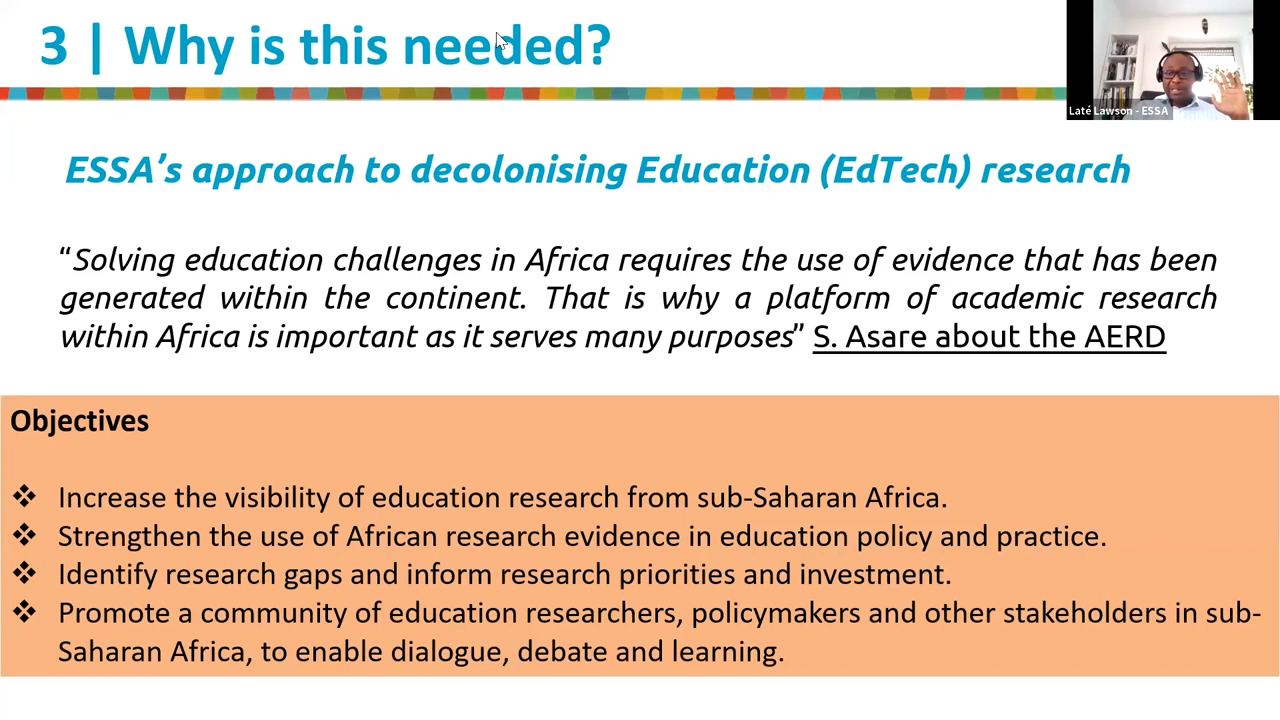 3 | Why is this needed?
Laté Lawson - ESSA
ESSA’s approach to decolonising Education (EdTech) research
“Solving education challenges in Africa requires the use of evidence that has been
generated within the continent. That is why a platform of academic research
within Africa is important as it serves many purposes” S. Asare about the AERD
Objectives
❖ Increase the visibility of education research from sub-Saharan Africa.
❖ Strengthen the use of African research evidence in education policy and practice.
❖ Identify research gaps and inform research priorities and investment.
❖ Promote a community of education researchers, policymakers and other stakeholders in sub-
Saharan Africa, to enable dialogue, debate and learning.